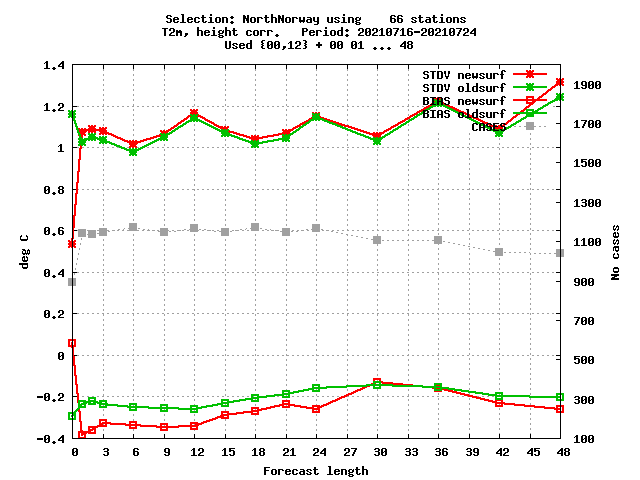 Selection: NorthNorway using    66 stations
T2m, height corr.   Period: 20210716-20210724
Used {00,12} + 00 01 ... 48
STDV newsurf
STDV oldsurf
BIAS newsurf
BIAS oldsurf
CASES
1.4
1.2
1
0.8
0.6
0.4
0.2
0
-0.2
-0.4
deg C
1900
1700
1500
1300
1100
900
700
500
300
100
No cases
0 3 6 9 12 15 18 21 24 27 30 33 36 39 42 45 48
Forecast length